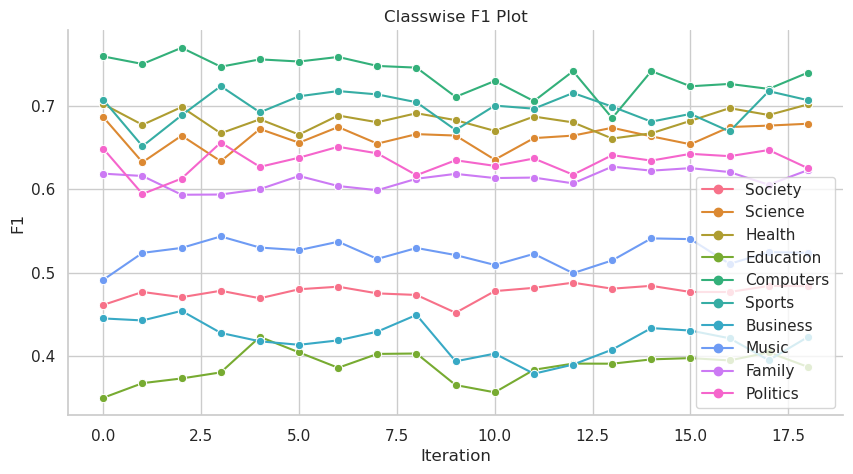 Classwise F1 Plot
F1
0.7
0.6
0.5
0.4
0.0
2.5
5.0
7.5
10.0
12.5
15.0
17.5
Iteration
Society
Science
Health
Education
Computers
Sports
Business
Music
Family
Politics